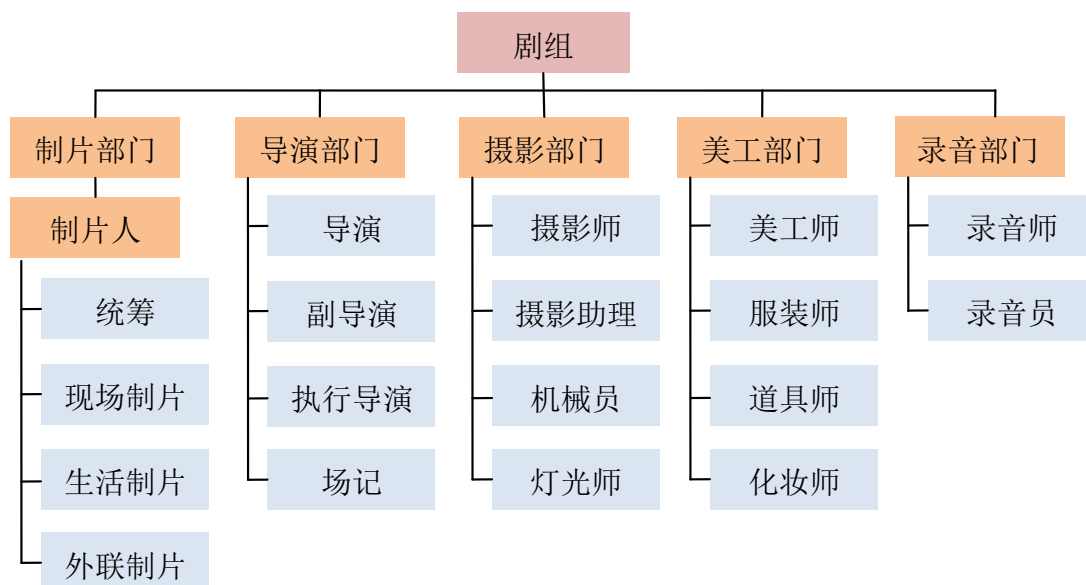 剧组
制片部门
导演部门
摄影部门
美工部门
录音部门
制片人
统筹
现场制片
生活制片
外联制片
导演
副导演
执行导演
场记
摄影师
摄影助理
机械员
灯光师
美工师
服装师
道具师
化妆师
录音师
录音员